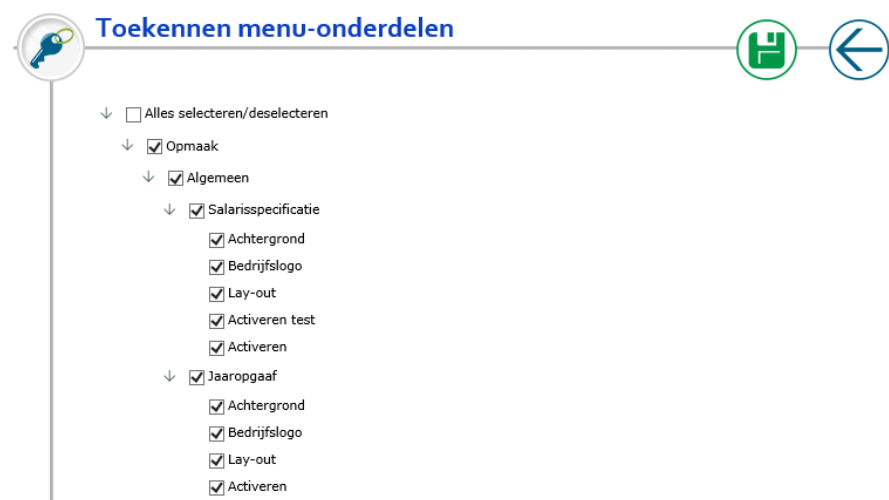 Toekennen menu-onderdelen
Alles selecteren/deselecteren
Opmaak
Algemeen
Salarisspecificatie
Achtergrond
Bedrijfslogo
Lay-out
Activeren test
Activeren
Jaaropgaaf
Achtergrond
Bedrijfslogo
Lay-out
Activeren